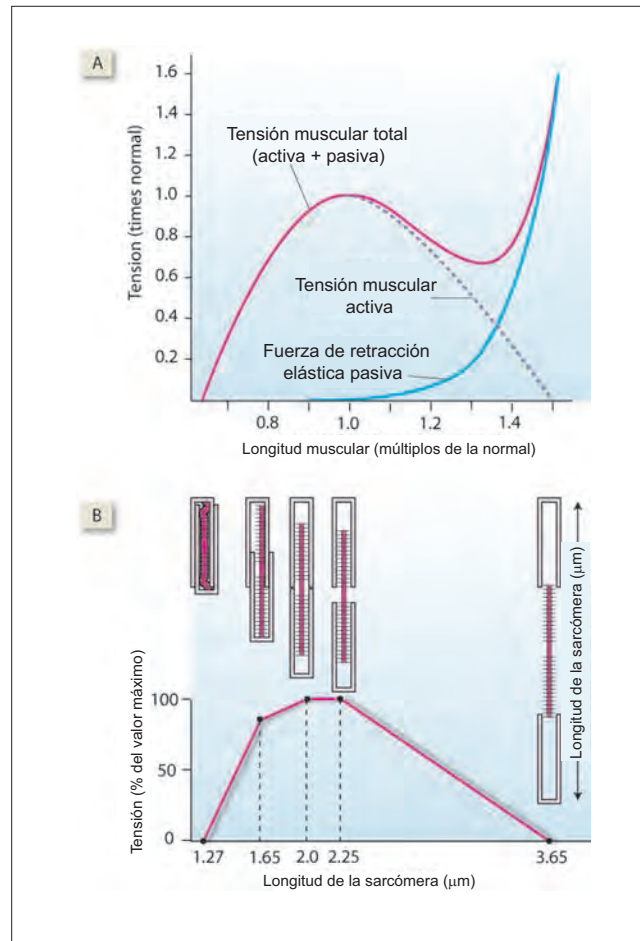 A
1.6
1.4
1.2
1.0
0.8
0.6
0.4
0.2
Tension (times normal)
Tensión muscular total
(activa + pasiva)
Tensión muscular
activa
Fuerza de retracción
elástica pasiva
0.8 1.0 1.2 1.4
Longitud muscular (múltiplos de la normal)
B
Longitud de la sarcómera (μm)
Tensión (% del valor máximo)
100
50
0
1.27 1.65 2.0 2.25 3.65
Longitud de la sarcómera (μm)